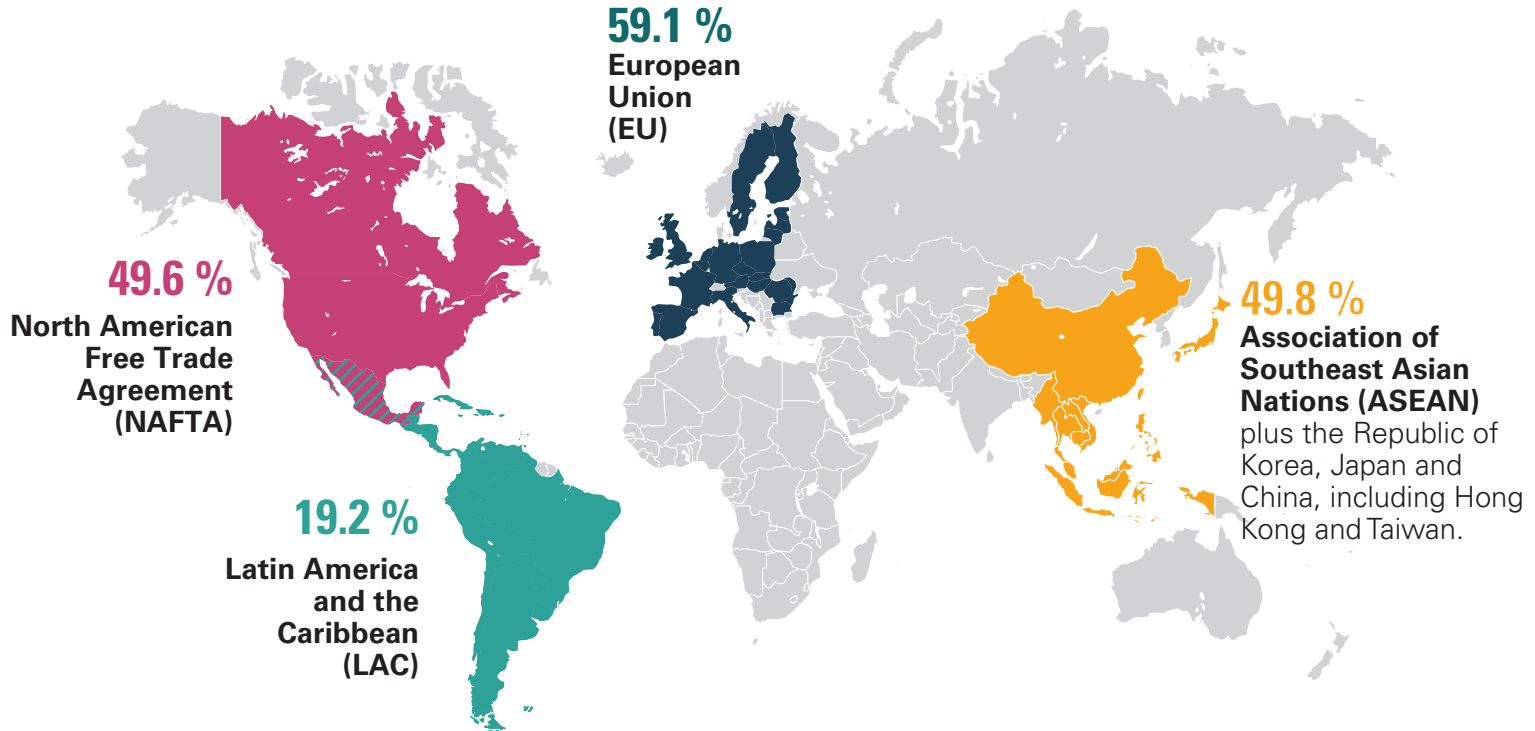 59.1 %
European
Union
(EU)
49.6 %
North American
Free Trade
Agreement
(NAFTA)
49.8 %
Association of
Southeast Asian
Nations (ASEAN)
plus the Republic of
Korea, Japan and
China, including Hong
Kong and Taiwan.
19.2 %
Latin America
and the
Caribbean
(LAC)